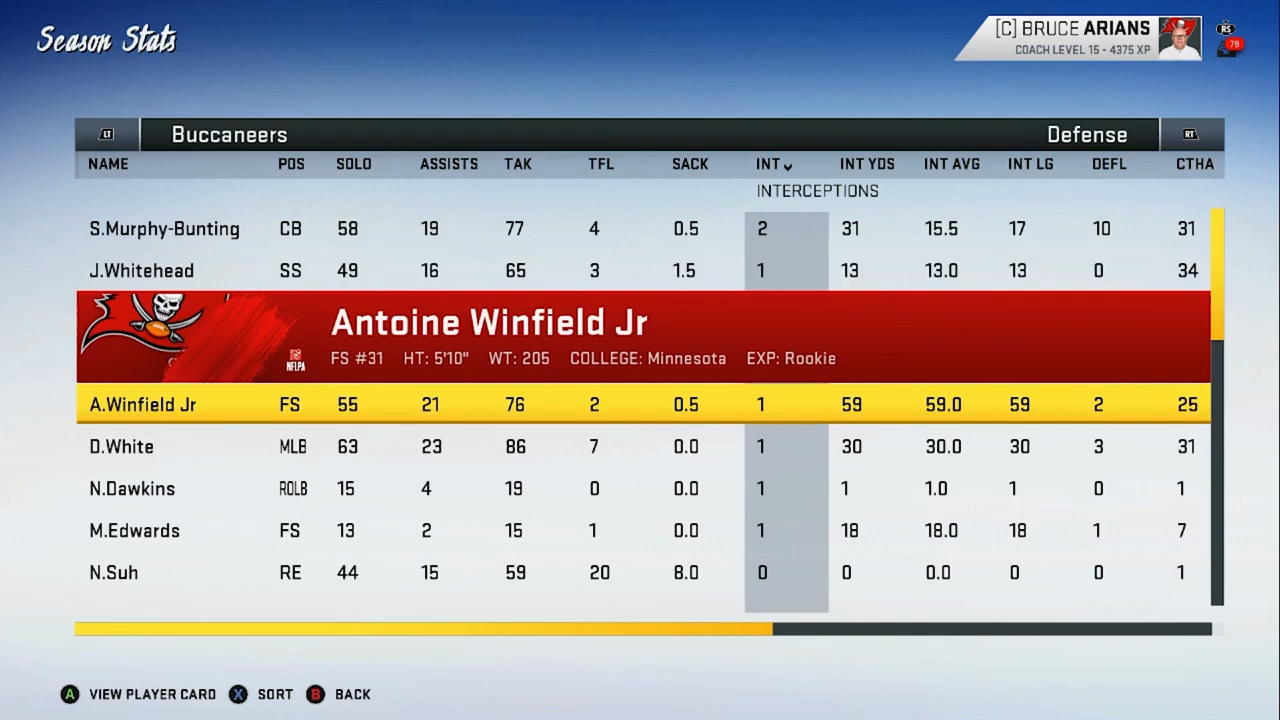 Season Stats
[C] BRUCE ARIANS
COACH LEVEL 15 - 4375 XP
RS
78
LT Buccaneers Defense RT
NAME POS SOLO ASSISTS TAK TFL SACK INT INT YDS INT AVG INT LG DEFL CTHA
INTERCEPTIONS
S.Murphy-Bunting CB 58 19 77 4 0.5 2 31 15.5 17 10 31
J.Whitehead SS 49 16 65 3 1.5 1 13 13.0 13 0 34
Antoine Winfield Jr
NFLPA FS #31 HT: 5'10" WT: 205 COLLEGE: Minnesota EXP: Rookie
A.Winfield Jr FS 55 21 76 2 0.5 1 59 59.0 59 2 25
D.White MLB 63 23 86 7 0.0 1 30 30.0 30 3 31
N.Dawkins ROLB 15 4 19 0 0.0 1 1 1.0 1 0 1
M.Edwards FS 13 2 15 1 0.0 1 18 18.0 18 1 7
N.Suh RE 44 15 59 20 8.0 0 0 0.0 0 0 1
A VIEW PLAYER CARD X SORT B BACK